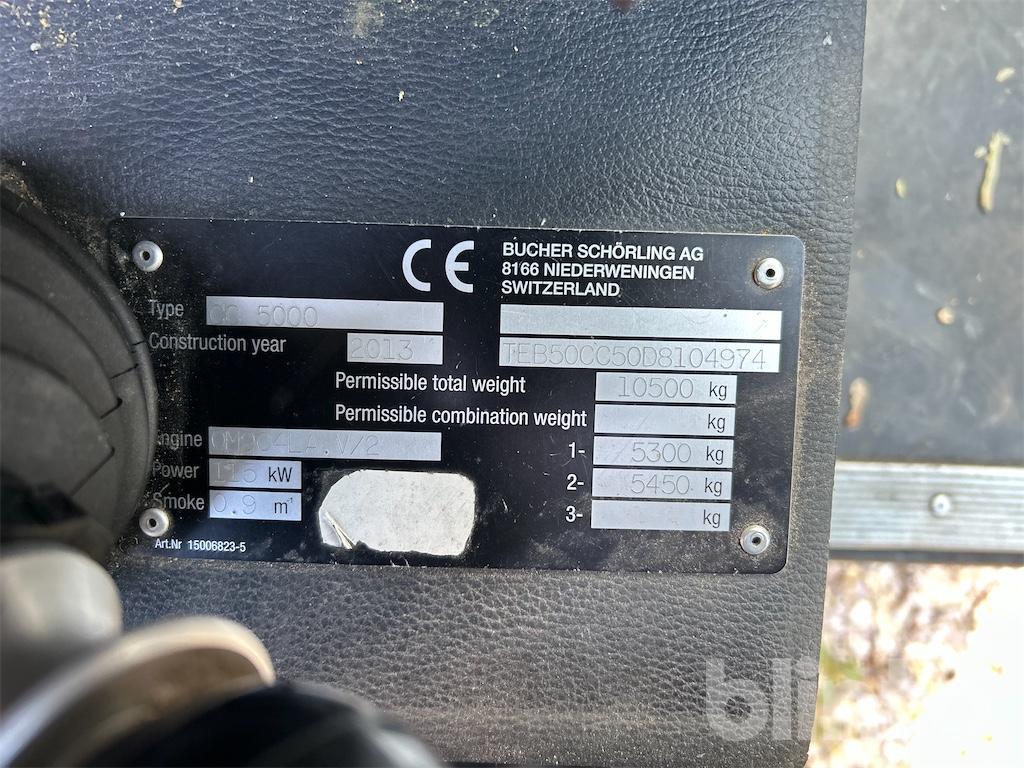 CE
BUCHER SCHÖRLING AG
8166 NIEDERWENINGEN
SWITZERLAND
Type CC 5000
Construction year 2013
TEB50CC50D8104974
Permissible total weight 10500 kg
Permissible combination weight kg
Engine
1- 5300 kg
Power 115 kW
2- 5450 kg
Smoke 0.9 m⁻¹
3- kg
Art.Nr 15006823-5